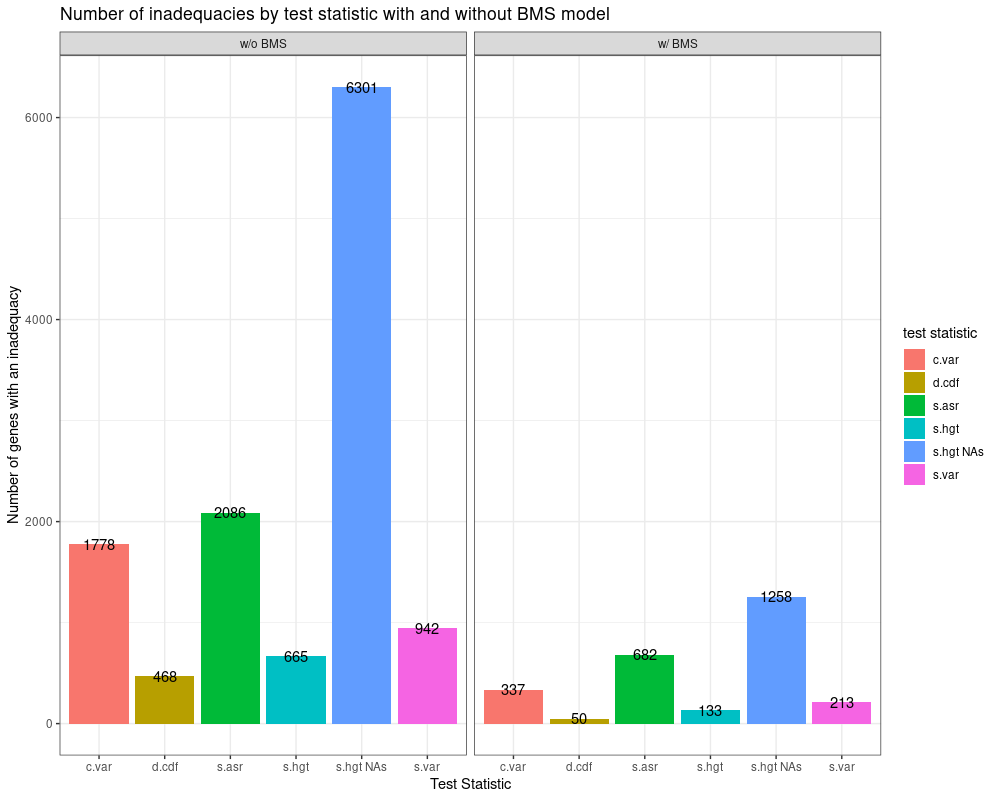 Number of inadequacies by test statistic with and without BMS model
w/o BMS
w/ BMS
Number of genes with an inadequacy
6000
4000
2000
0
1778
468
2086
665
6301
942
337
50
682
133
1258
213
c.var
d.cdf
s.asr
s.hgt
s.hgt NAs
s.var
c.var
d.cdf
s.asr
s.hgt
s.hgt NAs
s.var
Test Statistic
test statistic
c.var
d.cdf
s.asr
s.hgt
s.hgt NAs
s.var